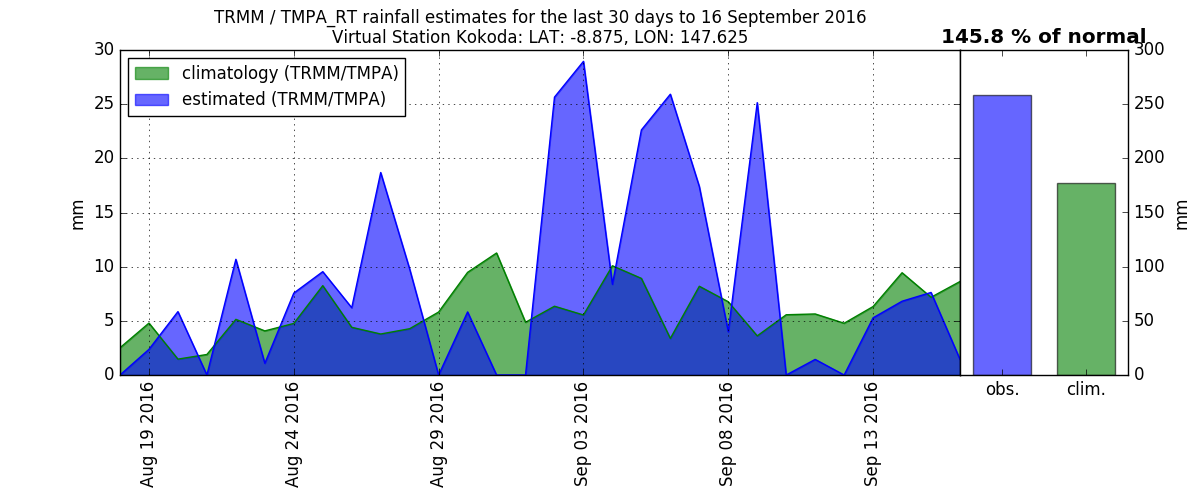 TRMM / TMPA_RT rainfall estimates for the last 30 days to 16 September 2016
Virtual Station Kokoda: LAT: -8.875, LON: 147.625
145.8 % of normal
climatology (TRMM/TMPA)
estimated (TRMM/TMPA)
mm
30
25
20
15
10
5
0
Aug 19 2016
Aug 24 2016
Aug 29 2016
Sep 03 2016
Sep 08 2016
Sep 13 2016
300
250
200
150
100
50
0
mm
obs.
clim.